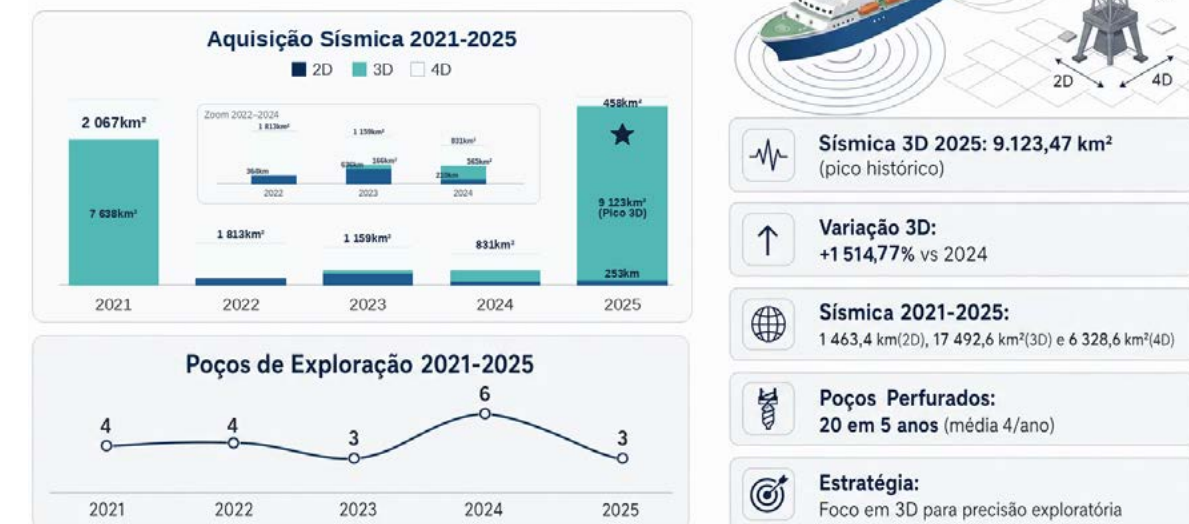 Aquisição Sísmica 2021-2025
2D 3D 4D
2 067km²
7 638km³
Zoom 2022–2024
1 813km²
1 159km²
831km²
166km²
565km²
2022 2023 2024
1 813km²
1 159km²
831km²
458km²
9 123km²
(Pico 3D)
253km
2021 2022 2023 2024 2025
Poços de Exploração 2021-2025
4 4 3 6 3
2021 2022 2023 2024 2025
2D 4D
Sísmica 3D 2025: 9.123,47 km²
(pico histórico)
Variação 3D:
+1 514,77% vs 2024
Sísmica 2021-2025:
1 463,4 km(2D), 17 492,6 km²(3D) e 6 328,6 km²(4D)
Poços Perfurados:
20 em 5 anos (média 4/ano)
Estratégia:
Foco em 3D para precisão exploratória